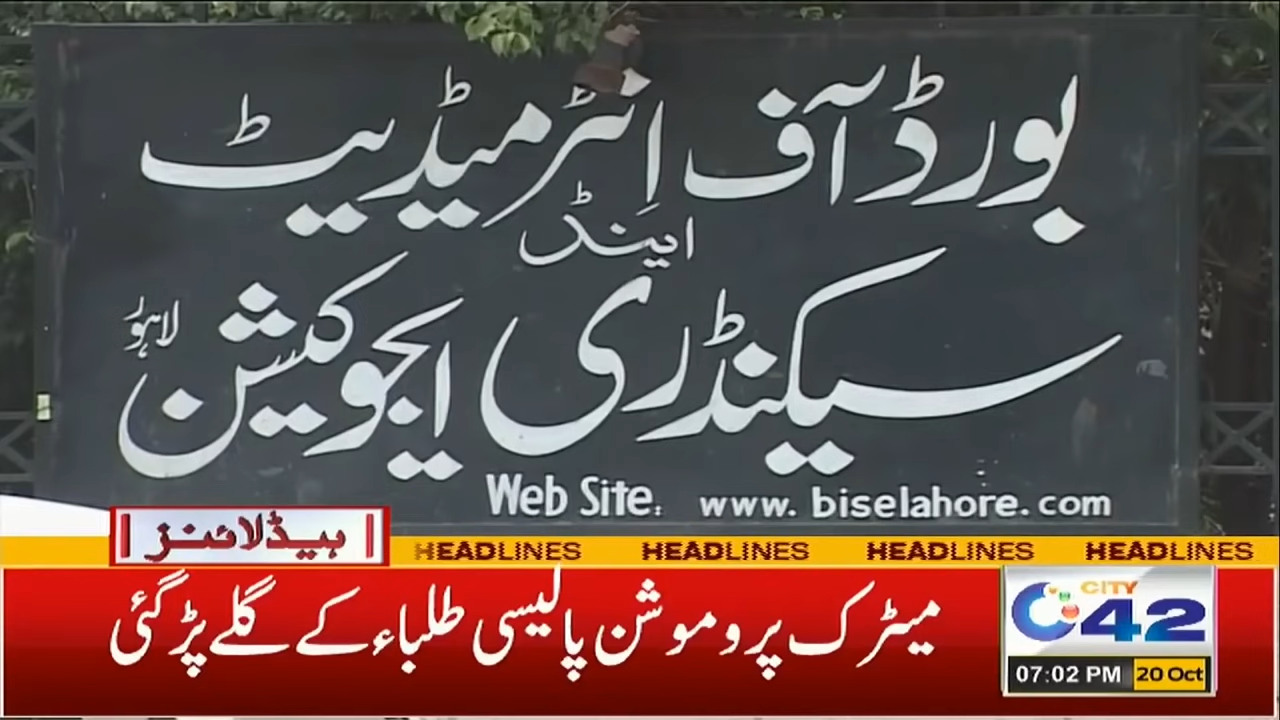 بورڈ آف انٹرمیڈیٹ
اینڈ
سیکنڈری ایجوکیشن لاہور
Web Site: www. biselahore. com
ہیڈلائنز
HEADLINES HEADLINES HEADLINES HEADLINES
میٹرک پروموشن پالیسی طلباء کے گلے پڑ گئی
CITY
42
07:02 PM 20 Oct